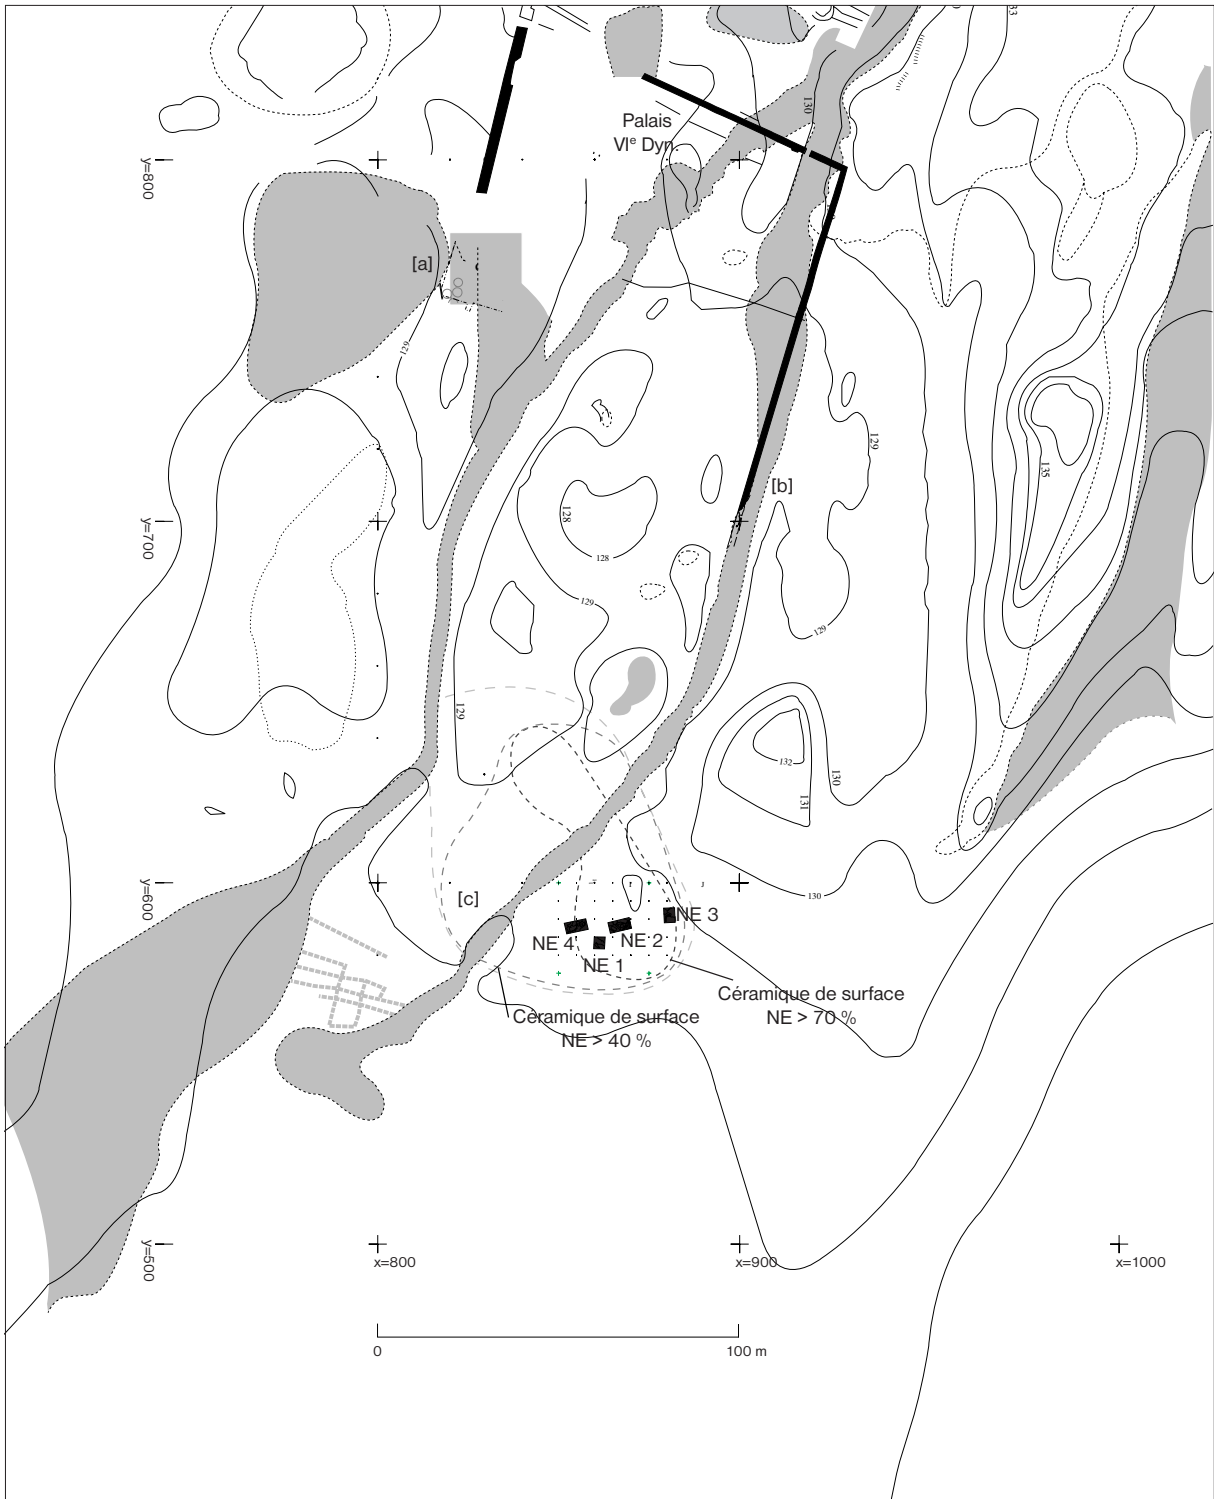 33
130
Palais
VIe Dyn.
y=800
[a]
129
129
135
[b]
128
y=700
128
129
129
129
132
130
131
130
y=600
[c]
NE 3
NE 4
NE 2
NE 1
Céramique de surface
NE > 70 %
Céramique de surface
NE > 40 %
y=500
x=800
x=900
x=1000
0
100 m